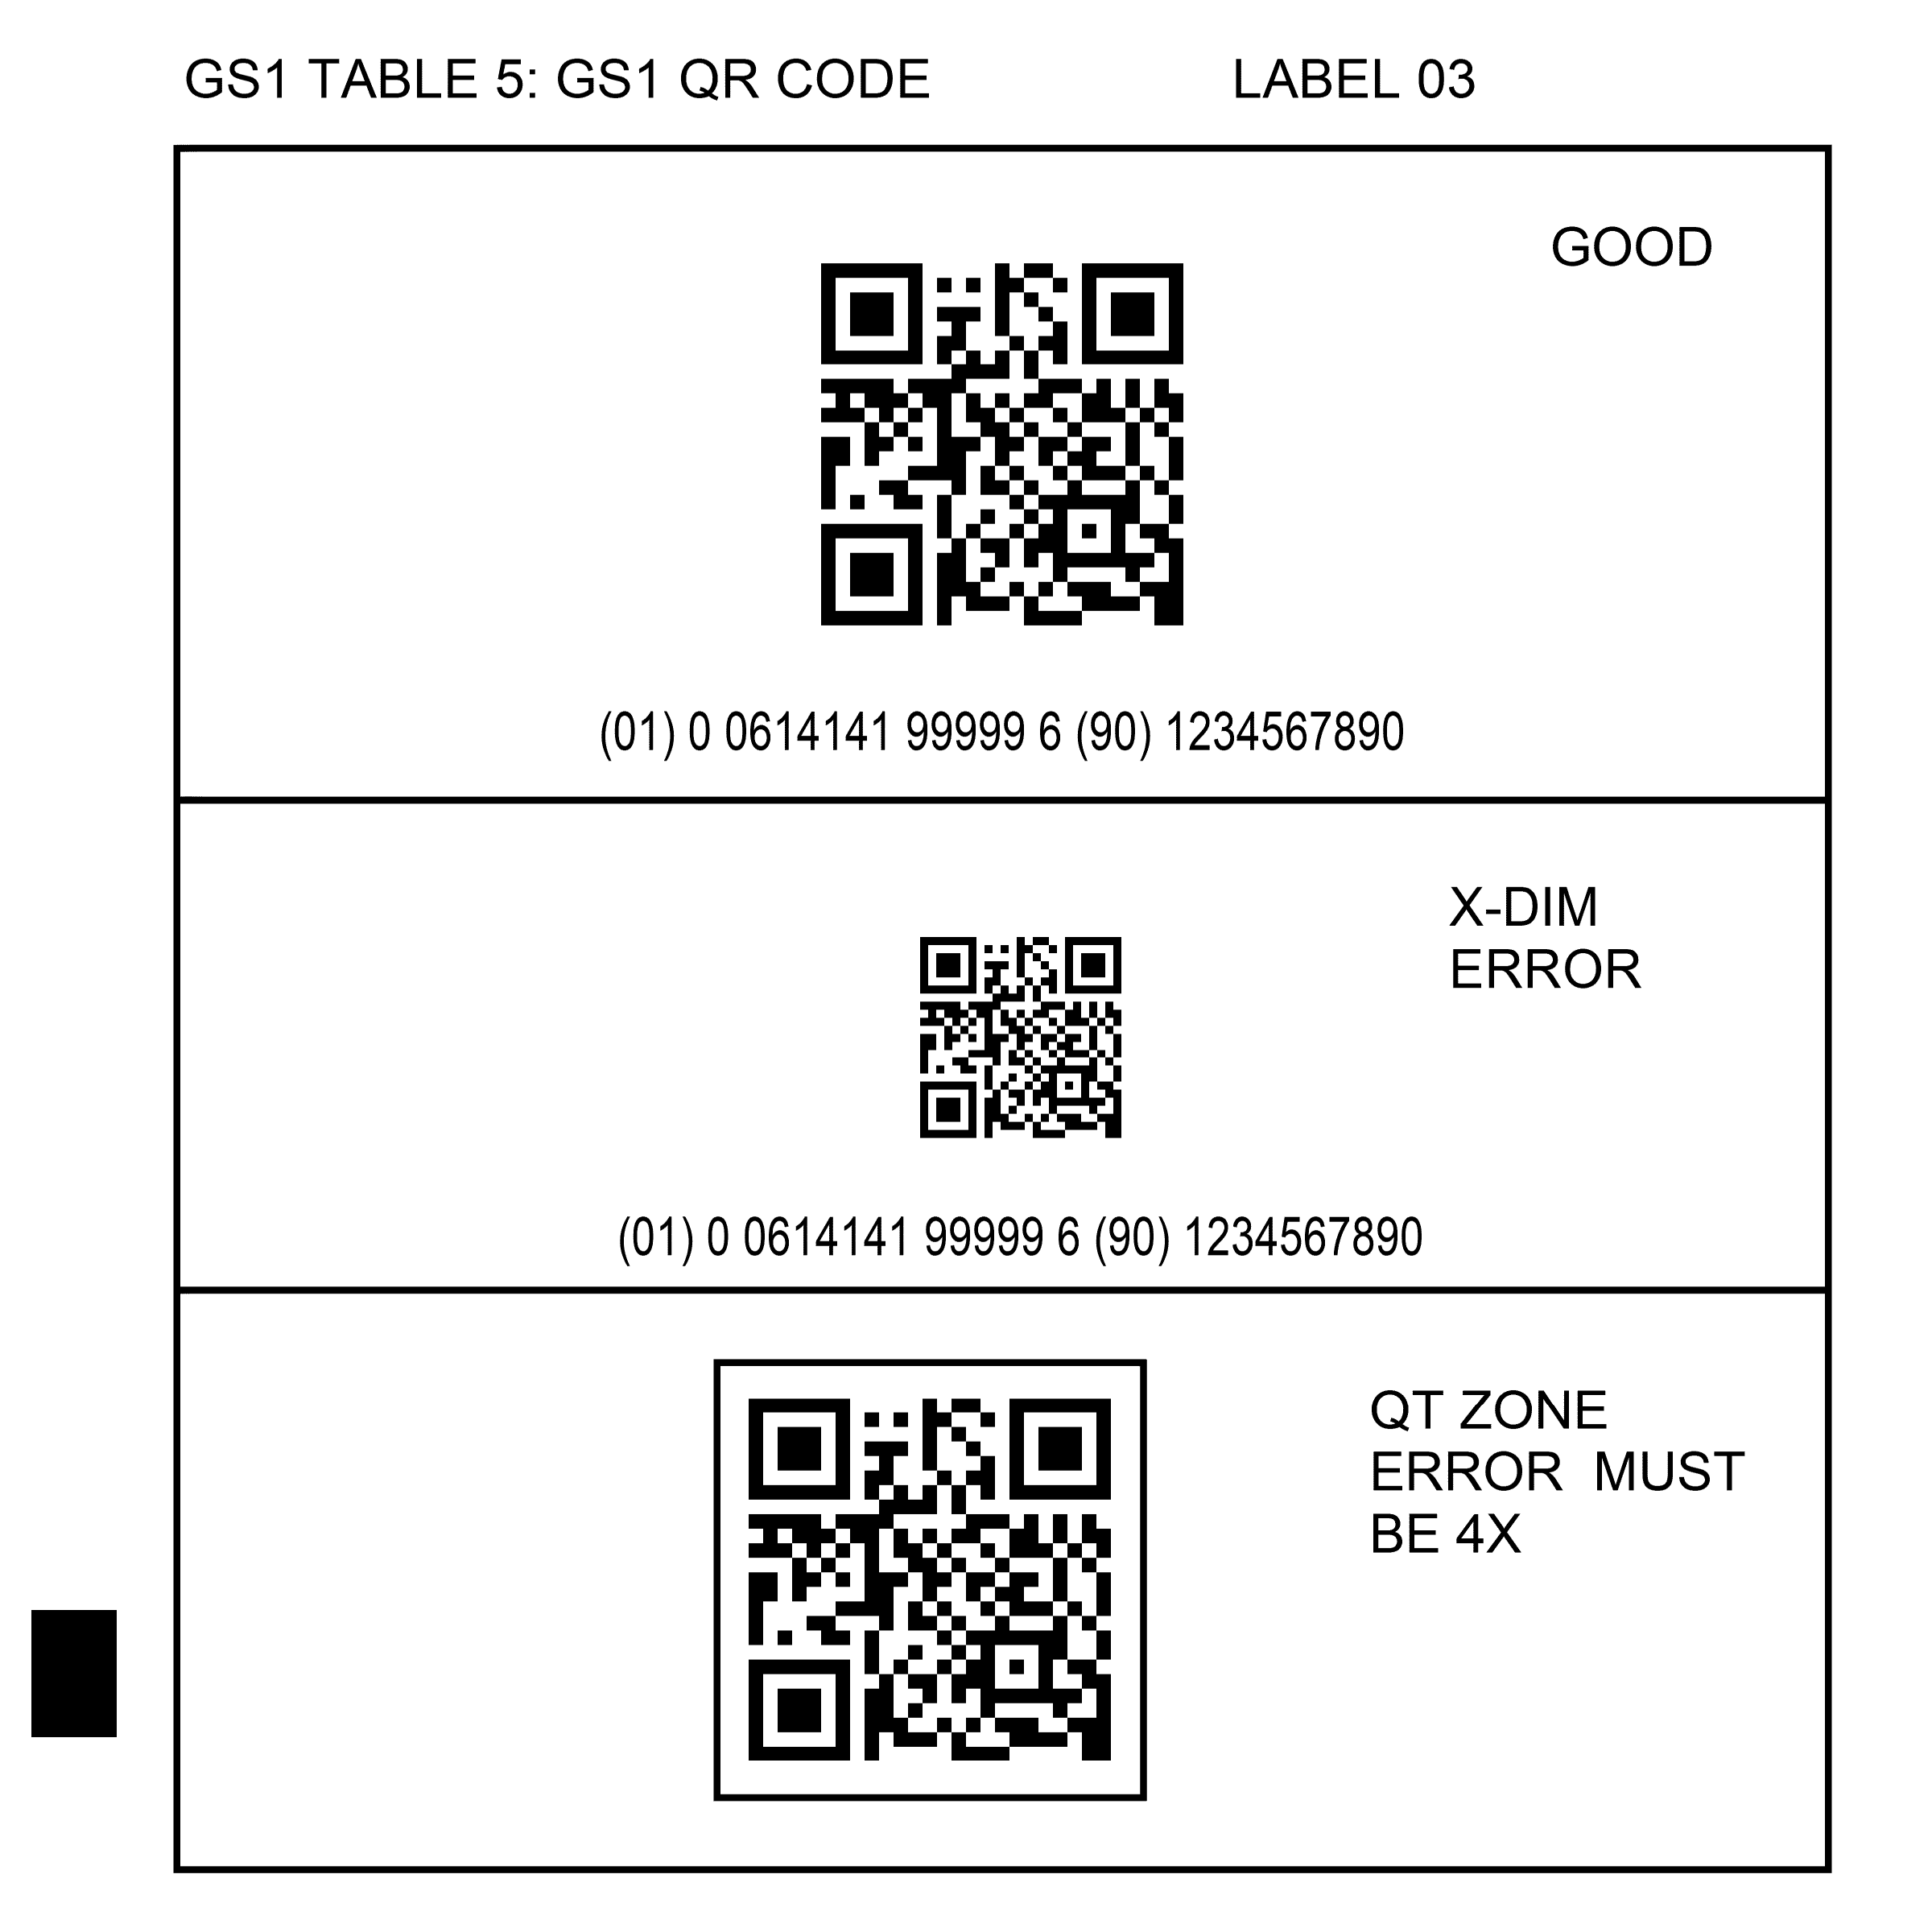 GS1 TABLE 5: GS1 QR CODE LABEL 03
GOOD
(01) 0 0614141 99999 6 (90) 1234567890
X-DIM
ERROR
(01) 0 0614141 99999 6 (90) 1234567890
QT ZONE
ERROR MUST
BE 4X